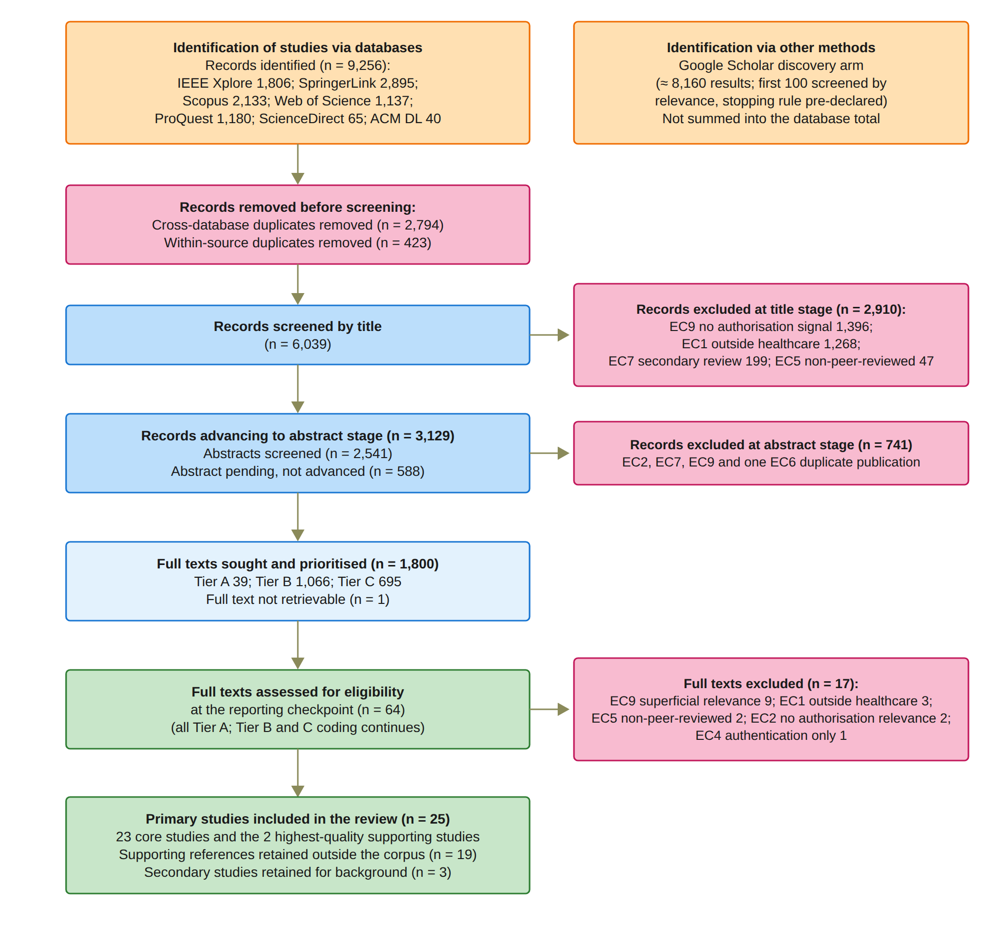 Identification of studies via databases
Records identified (n = 9,256):
IEEE Xplore 1,806; SpringerLink 2,895;
Scopus 2,133; Web of Science 1,137;
ProQuest 1,180; ScienceDirect 65; ACM DL 40
Identification via other methods
Google Scholar discovery arm
(≈ 8,160 results; first 100 screened by
relevance, stopping rule pre-declared)
Not summed into the database total
Records removed before screening:
Cross-database duplicates removed (n = 2,794)
Within-source duplicates removed (n = 423)
Records screened by title
(n = 6,039)
Records excluded at title stage (n = 2,910):
EC9 no authorisation signal 1,396;
EC1 outside healthcare 1,268;
EC7 secondary review 199; EC5 non-peer-reviewed 47
Records advancing to abstract stage (n = 3,129)
Abstracts screened (n = 2,541)
Abstract pending, not advanced (n = 588)
Records excluded at abstract stage (n = 741)
EC2, EC7, EC9 and one EC6 duplicate publication
Full texts sought and prioritised (n = 1,800)
Tier A 39; Tier B 1,066; Tier C 695
Full text not retrievable (n = 1)
Full texts assessed for eligibility
at the reporting checkpoint (n = 64)
(all Tier A; Tier B and C coding continues)
Full texts excluded (n = 17):
EC9 superficial relevance 9; EC1 outside healthcare 3;
EC5 non-peer-reviewed 2; EC2 no authorisation relevance 2;
EC4 authentication only 1
Primary studies included in the review (n = 25)
23 core studies and the 2 highest-quality supporting studies
Supporting references retained outside the corpus (n = 19)
Secondary studies retained for background (n = 3)